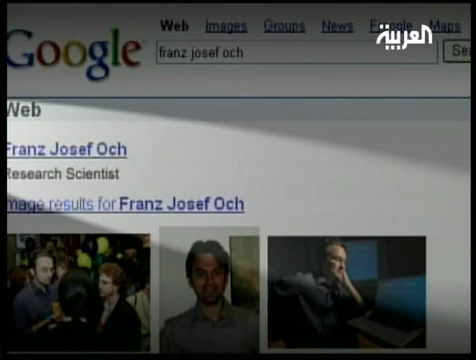 العربية
Google
Web Images Groups News Froogle Maps
franz josef och
Web
Franz Josef Och
Research Scientist
Image results for Franz Josef Och